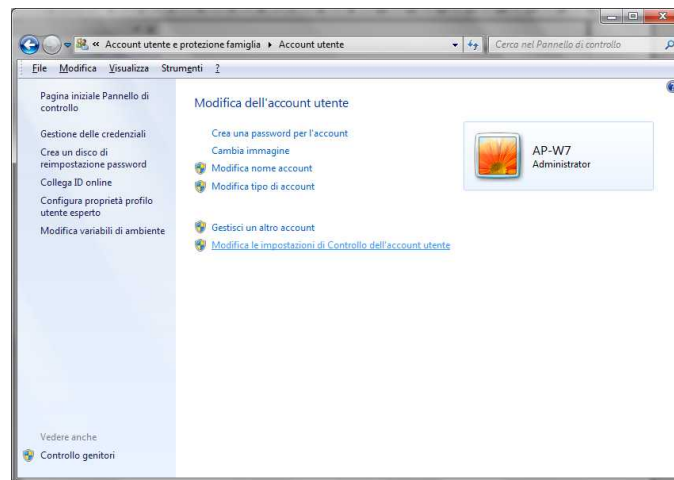 « Account utente e protezione famiglia ▸ Account utente
Cerca nel Pannello di controllo
File Modifica Visualizza Strumenti ?
Pagina iniziale Pannello di
controllo
Gestione delle credenziali
Crea un disco di
reimpostazione password
Collega ID online
Configura proprietà profilo
utente esperto
Modifica variabili di ambiente
Vedere anche
Controllo genitori
Modifica dell'account utente
Crea una password per l'account
Cambia immagine
Modifica nome account
Modifica tipo di account
Gestisci un altro account
Modifica le impostazioni di Controllo dell'account utente
AP-W7
Administrator